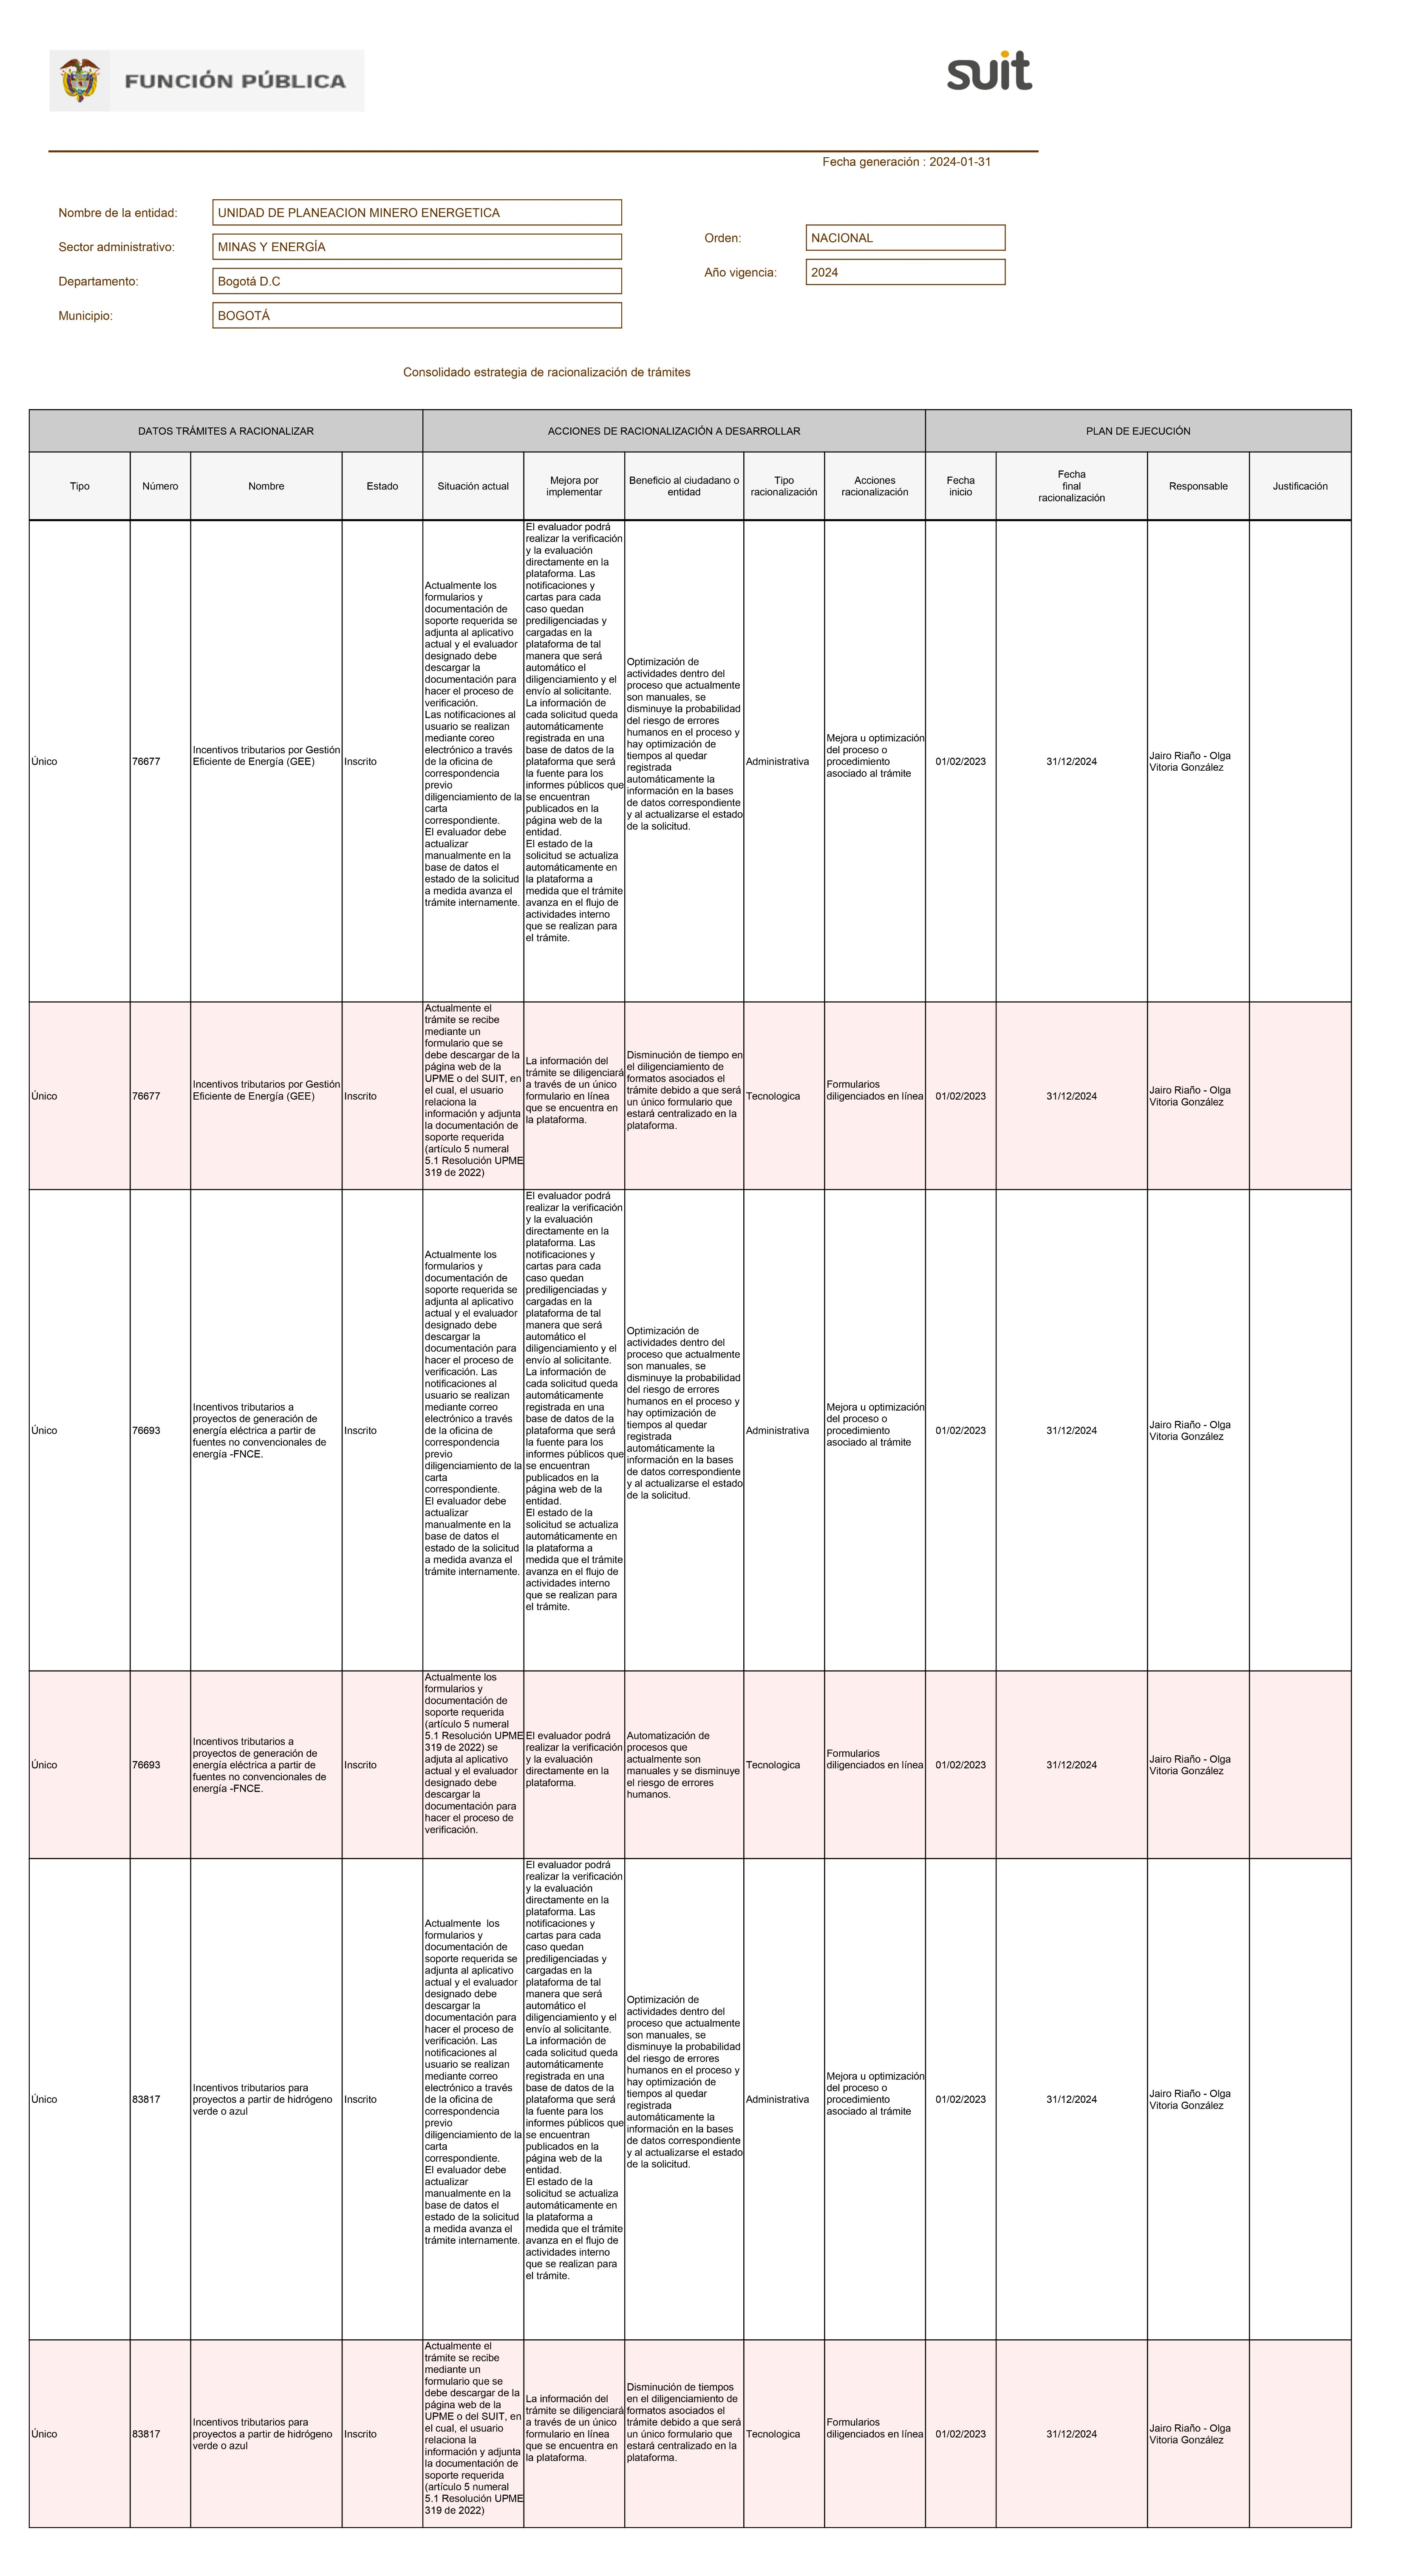 FUNCIÓN PÚBLICA
suit
Fecha generación : 2024-01-31
Nombre de la entidad:
UNIDAD DE PLANEACION MINERO ENERGETICA
Orden:
NACIONAL
Sector administrativo:
MINAS Y ENERGÍA
Año vigencia:
2024
Departamento:
Bogotá D.C
Municipio:
BOGOTÁ
Consolidado estrategia de racionalización de trámites
DATOS TRÁMITES A RACIONALIZAR
ACCIONES DE RACIONALIZACIÓN A DESARROLLAR
PLAN DE EJECUCIÓN
Tipo
Número
Nombre
Estado
Situación actual
Mejora por
implementar
Beneficio al ciudadano o
entidad
Tipo
racionalización
Acciones
racionalización
Fecha
inicio
Fecha
final
racionalización
Responsable
Justificación
Único
76677
Incentivos tributarios por Gestión
Eficiente de Energía (GEE)
Inscrito
Actualmente los
formularios y
documentación de
soporte requerida se
adjunta al aplicativo
actual y el evaluador
designado debe
descargar la
documentación para
hacer el proceso de
verificación.
Las notificaciones al
usuario se realizan
mediante coreo
electrónico a través
de la oficina de
correspondencia
previo
diligenciamiento de la
carta
correspondiente.
El evaluador debe
actualizar
manualmente en la
base de datos el
estado de la solicitud
a medida avanza el
trámite internamente.
El evaluador podrá
realizar la verificación
y la evaluación
directamente en la
plataforma. Las
notificaciones y
cartas para cada
caso quedan
prediligenciadas y
cargadas en la
plataforma de tal
manera que será
automático el
diligenciamiento y el
envío al solicitante.
La información de
cada solicitud queda
automáticamente
registrada en una
base de datos de la
plataforma que será
la fuente para los
informes públicos que
se encuentran
publicados en la
página web de la
entidad.
El estado de la
solicitud se actualiza
automáticamente en
la plataforma a
medida que el trámite
avanza en el flujo de
actividades interno
que se realizan para
el trámite.
Optimización de
actividades dentro del
proceso que actualmente
son manuales, se
disminuye la probabilidad
del riesgo de errores
humanos en el proceso y
hay optimización de
tiempos al quedar
registrada
automáticamente la
información en la bases
de datos correspondiente
y al actualizarse el estado
de la solicitud.
Administrativa
Mejora u optimización
del proceso o
procedimiento
asociado al trámite
01/02/2023
31/12/2024
Jairo Riaño - Olga
Vitoria González
Único
76677
Incentivos tributarios por Gestión
Eficiente de Energía (GEE)
Inscrito
Actualmente el
trámite se recibe
mediante un
formulario que se
debe descargar de la
página web de la
UPME o del SUIT, en
el cual, el usuario
relaciona la
información y adjunta
la documentación de
soporte requerida
(artículo 5 numeral
5.1 Resolución UPME
319 de 2022)
La información del
trámite se diligenciará
a través de un único
formulario en línea
que se encuentra en
la plataforma.
Disminución de tiempo en
el diligenciamiento de
formatos asociados el
trámite debido a que será
un único formulario que
estará centralizado en la
plataforma.
Tecnologica
Formularios
diligenciados en línea
01/02/2023
31/12/2024
Jairo Riaño - Olga
Vitoria González
Único
76693
Incentivos tributarios a
proyectos de generación de
energía eléctrica a partir de
fuentes no convencionales de
energía -FNCE.
Inscrito
Actualmente los
formularios y
documentación de
soporte requerida se
adjunta al aplicativo
actual y el evaluador
designado debe
descargar la
documentación para
hacer el proceso de
verificación. Las
notificaciones al
usuario se realizan
mediante correo
electrónico a través
de la oficina de
correspondencia
previo
diligenciamiento de la
carta
correspondiente.
El evaluador debe
actualizar
manualmente en la
base de datos el
estado de la solicitud
a medida avanza el
trámite internamente.
El evaluador podrá
realizar la verificación
y la evaluación
directamente en la
plataforma. Las
notificaciones y
cartas para cada
caso quedan
prediligenciadas y
cargadas en la
plataforma de tal
manera que será
automático el
diligenciamiento y el
envío al solicitante.
La información de
cada solicitud queda
automáticamente
registrada en una
base de datos de la
plataforma que será
la fuente para los
informes públicos que
se encuentran
publicados en la
página web de la
entidad.
El estado de la
solicitud se actualiza
automáticamente en
la plataforma a
medida que el trámite
avanza en el flujo de
actividades interno
que se realizan para
el trámite.
Optimización de
actividades dentro del
proceso que actualmente
son manuales, se
disminuye la probabilidad
del riesgo de errores
humanos en el proceso y
hay optimización de
tiempos al quedar
registrada
automáticamente la
información en la bases
de datos correspondiente
y al actualizarse el estado
de la solicitud.
Administrativa
Mejora u optimización
del proceso o
procedimiento
asociado al trámite
01/02/2023
31/12/2024
Jairo Riaño - Olga
Vitoria González
Único
76693
Incentivos tributarios a
proyectos de generación de
energía eléctrica a partir de
fuentes no convencionales de
energía -FNCE.
Inscrito
Actualmente los
formularios y
documentación de
soporte requerida
(artículo 5 numeral
5.1 Resolución UPME
319 de 2022) se
adjuta al aplicativo
actual y el evaluador
designado debe
descargar la
documentación para
hacer el proceso de
verificación.
El evaluador podrá
realizar la verificación
y la evaluación
directamente en la
plataforma.
Automatización de
procesos que
actualmente son
manuales y se disminuye
el riesgo de errores
humanos.
Tecnologica
Formularios
diligenciados en línea
01/02/2023
31/12/2024
Jairo Riaño - Olga
Vitoria González
Único
83817
Incentivos tributarios para
proyectos a partir de hidrógeno
verde o azul
Inscrito
Actualmente  los
formularios y
documentación de
soporte requerida se
adjunta al aplicativo
actual y el evaluador
designado debe
descargar la
documentación para
hacer el proceso de
verificación. Las
notificaciones al
usuario se realizan
mediante correo
electrónico a través
de la oficina de
correspondencia
previo
diligenciamiento de la
carta
correspondiente.
El evaluador debe
actualizar
manualmente en la
base de datos el
estado de la solicitud
a medida avanza el
trámite internamente.
El evaluador podrá
realizar la verificación
y la evaluación
directamente en la
plataforma. Las
notificaciones y
cartas para cada
caso quedan
prediligenciadas y
cargadas en la
plataforma de tal
manera que será
automático el
diligenciamiento y el
envío al solicitante.
La información de
cada solicitud queda
automáticamente
registrada en una
base de datos de la
plataforma que será
la fuente para los
informes públicos que
se encuentran
publicados en la
página web de la
entidad.
El estado de la
solicitud se actualiza
automáticamente en
la plataforma a
medida que el trámite
avanza en el flujo de
actividades interno
que se realizan para
el trámite.
Optimización de
actividades dentro del
proceso que actualmente
son manuales, se
disminuye la probabilidad
del riesgo de errores
humanos en el proceso y
hay optimización de
tiempos al quedar
registrada
automáticamente la
información en la bases
de datos correspondiente
y al actualizarse el estado
de la solicitud.
Administrativa
Mejora u optimización
del proceso o
procedimiento
asociado al trámite
01/02/2023
31/12/2024
Jairo Riaño - Olga
Vitoria González
Único
83817
Incentivos tributarios para
proyectos a partir de hidrógeno
verde o azul
Inscrito
Actualmente el
trámite se recibe
mediante un
formulario que se
debe descargar de la
página web de la
UPME o del SUIT, en
el cual, el usuario
relaciona la
información y adjunta
la documentación de
soporte requerida
(artículo 5 numeral
5.1 Resolución UPME
319 de 2022)
La información del
trámite se diligenciará
a través de un único
formulario en línea
que se encuentra en
la plataforma.
Disminución de tiempos
en el diligenciamiento de
formatos asociados el
trámite debido a que será
un único formulario que
estará centralizado en la
plataforma.
Tecnologica
Formularios
diligenciados en línea
01/02/2023
31/12/2024
Jairo Riaño - Olga
Vitoria González